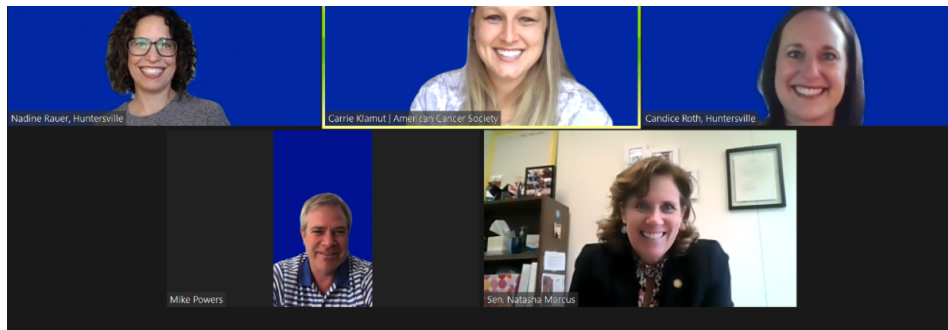 Nadine Rauer, Huntersville
Carrie Klamut | American Cancer Society
Candice Roth, Huntersville
Mike Powers
Sen. Natasha Marcus